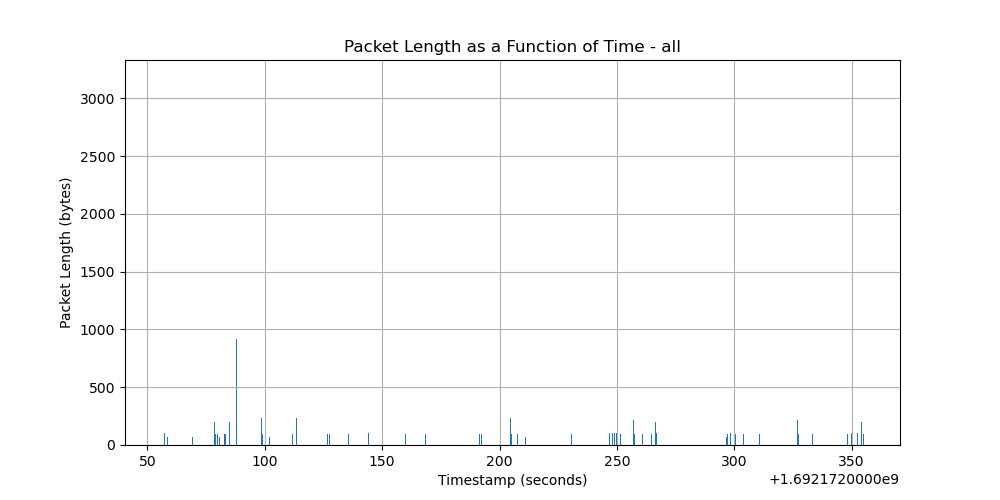 Packet Length as a Function of Time - all
Packet Length (bytes)
3000
2500
2000
1500
1000
500
0
50 100 150 200 250 300 350
+1.6921720000e9
Timestamp (seconds)